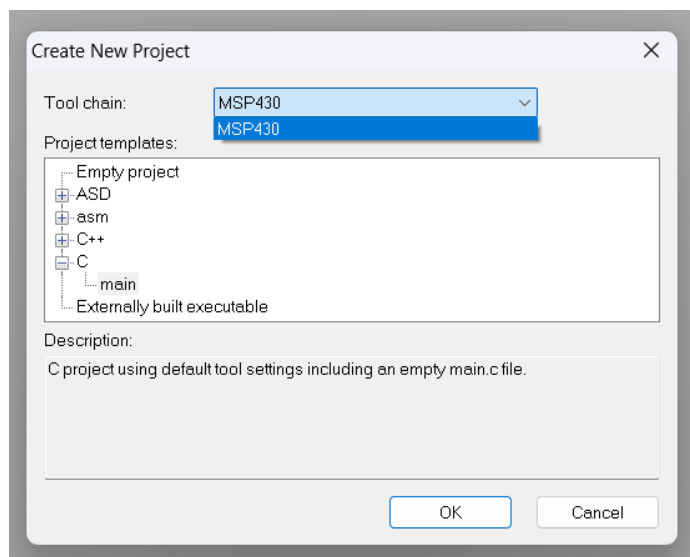 Create New Project
Tool chain:
MSP430
MSP430
Project templates:
Empty project
ASD
asm
C++
C
main
Externally built executable
Description:
C project using default tool settings including an empty main.c file.
OK
Cancel